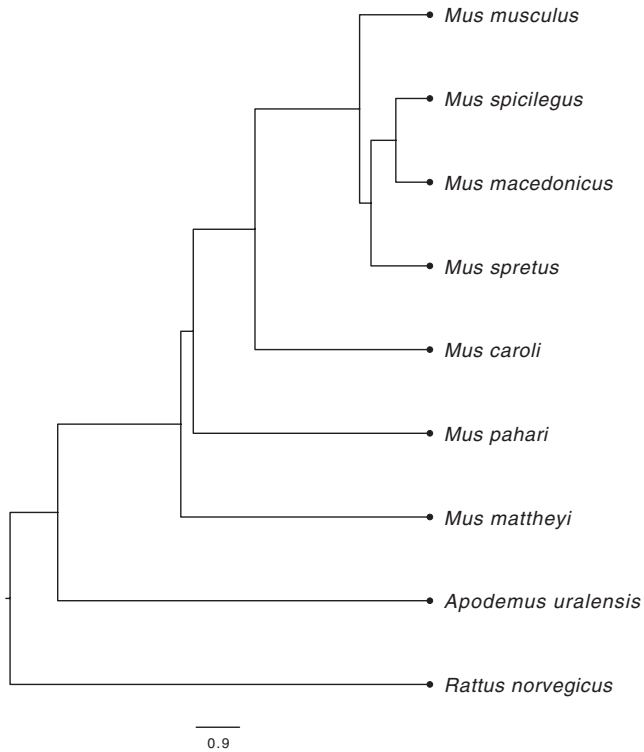 Mus musculus
Mus spicilegus
Mus macedonicus
Mus spretus
Mus caroli
Mus pahari
Mus mattheyi
Apodemus uralensis
Rattus norvegicus
0.9